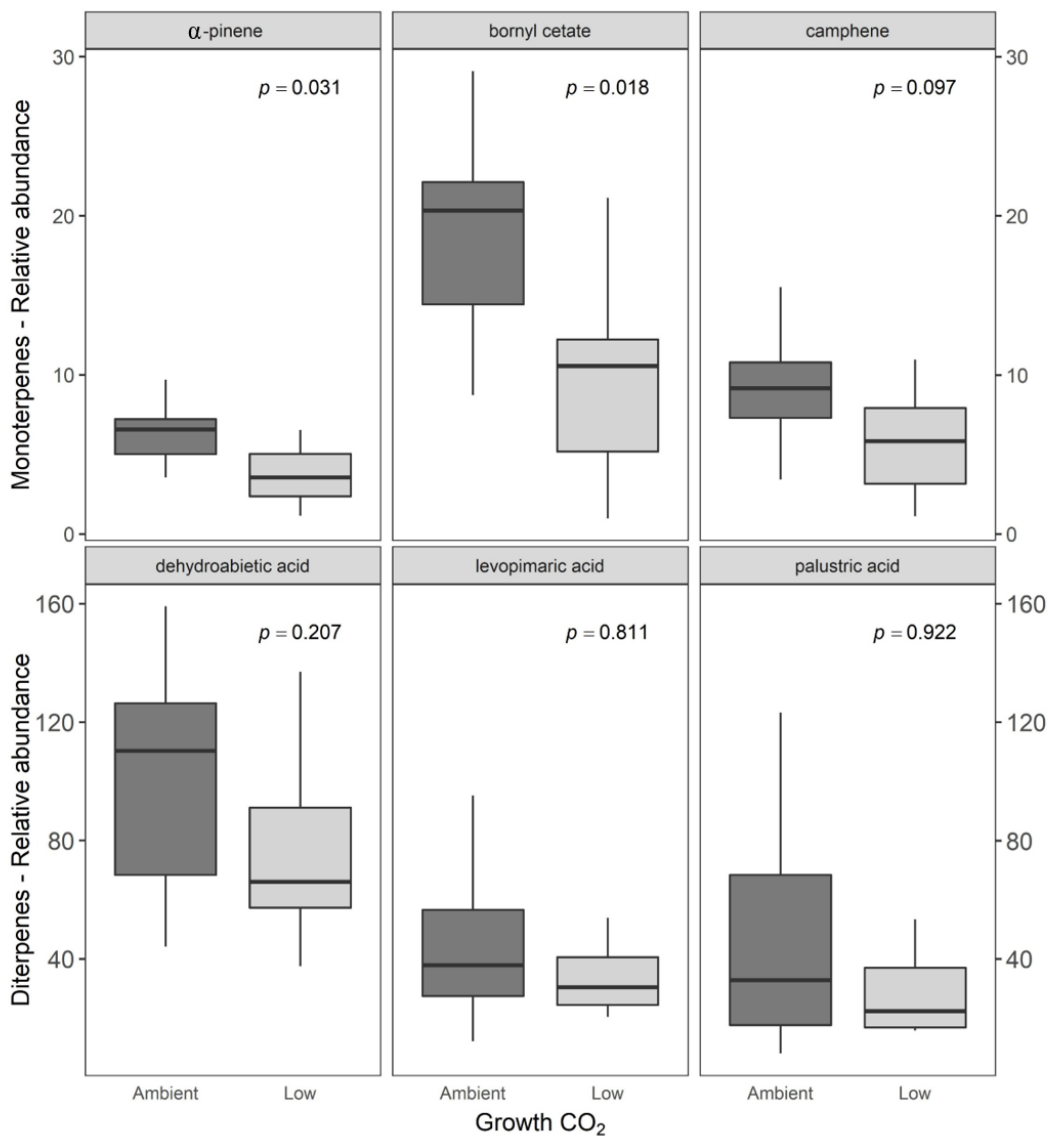 α-pinene
bornyl cetate
camphene
p = 0.031
p = 0.018
p = 0.097
Monoterpenes - Relative abundance
30
20
10
0
30
20
10
0
dehydroabietic acid
levopimaric acid
palustric acid
p = 0.207
p = 0.811
p = 0.922
Diterpenes - Relative abundance
160
120
80
40
160
120
80
40
Ambient
Low
Ambient
Low
Ambient
Low
Growth CO₂